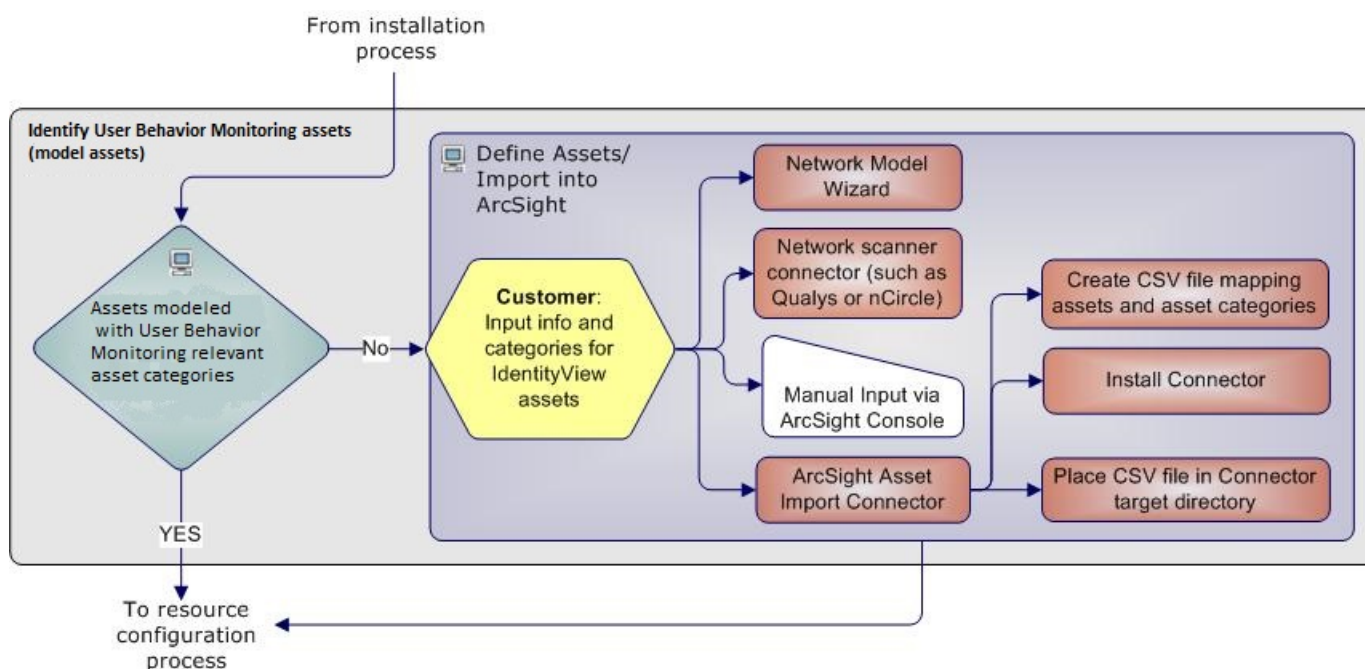 From installation
process
Identify User Behavior Monitoring assets
(model assets)
Define Assets/
Import into
ArcSight
Network Model
Wizard
Network scanner
connector (such as
Qualys or nCircle)
Create CSV file mapping
assets and asset categories
Customer:
Input info and
categories for
IdentityView
assets
Assets modeled
with User Behavior
Monitoring relevant
asset categories
No
Manual Input via
ArcSight Console
Install Connector
ArcSight Asset
Import Connector
Place CSV file in Connector
target directory
YES
To resource
configuration
process